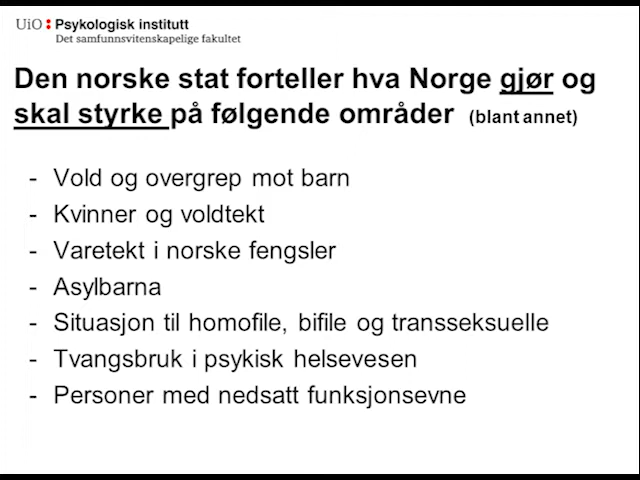 UiO : Psykologisk institutt
Det samfunnsvitenskapelige fakultet
Den norske stat forteller hva Norge gjør og
skal styrke på følgende områder (blant annet)
- Vold og overgrep mot barn
- Kvinner og voldtekt
- Varetekt i norske fengsler
- Asylbarna
- Situasjon til homofile, bifile og transseksuelle
- Tvangsbruk i psykisk helsevesen
- Personer med nedsatt funksjonsevne